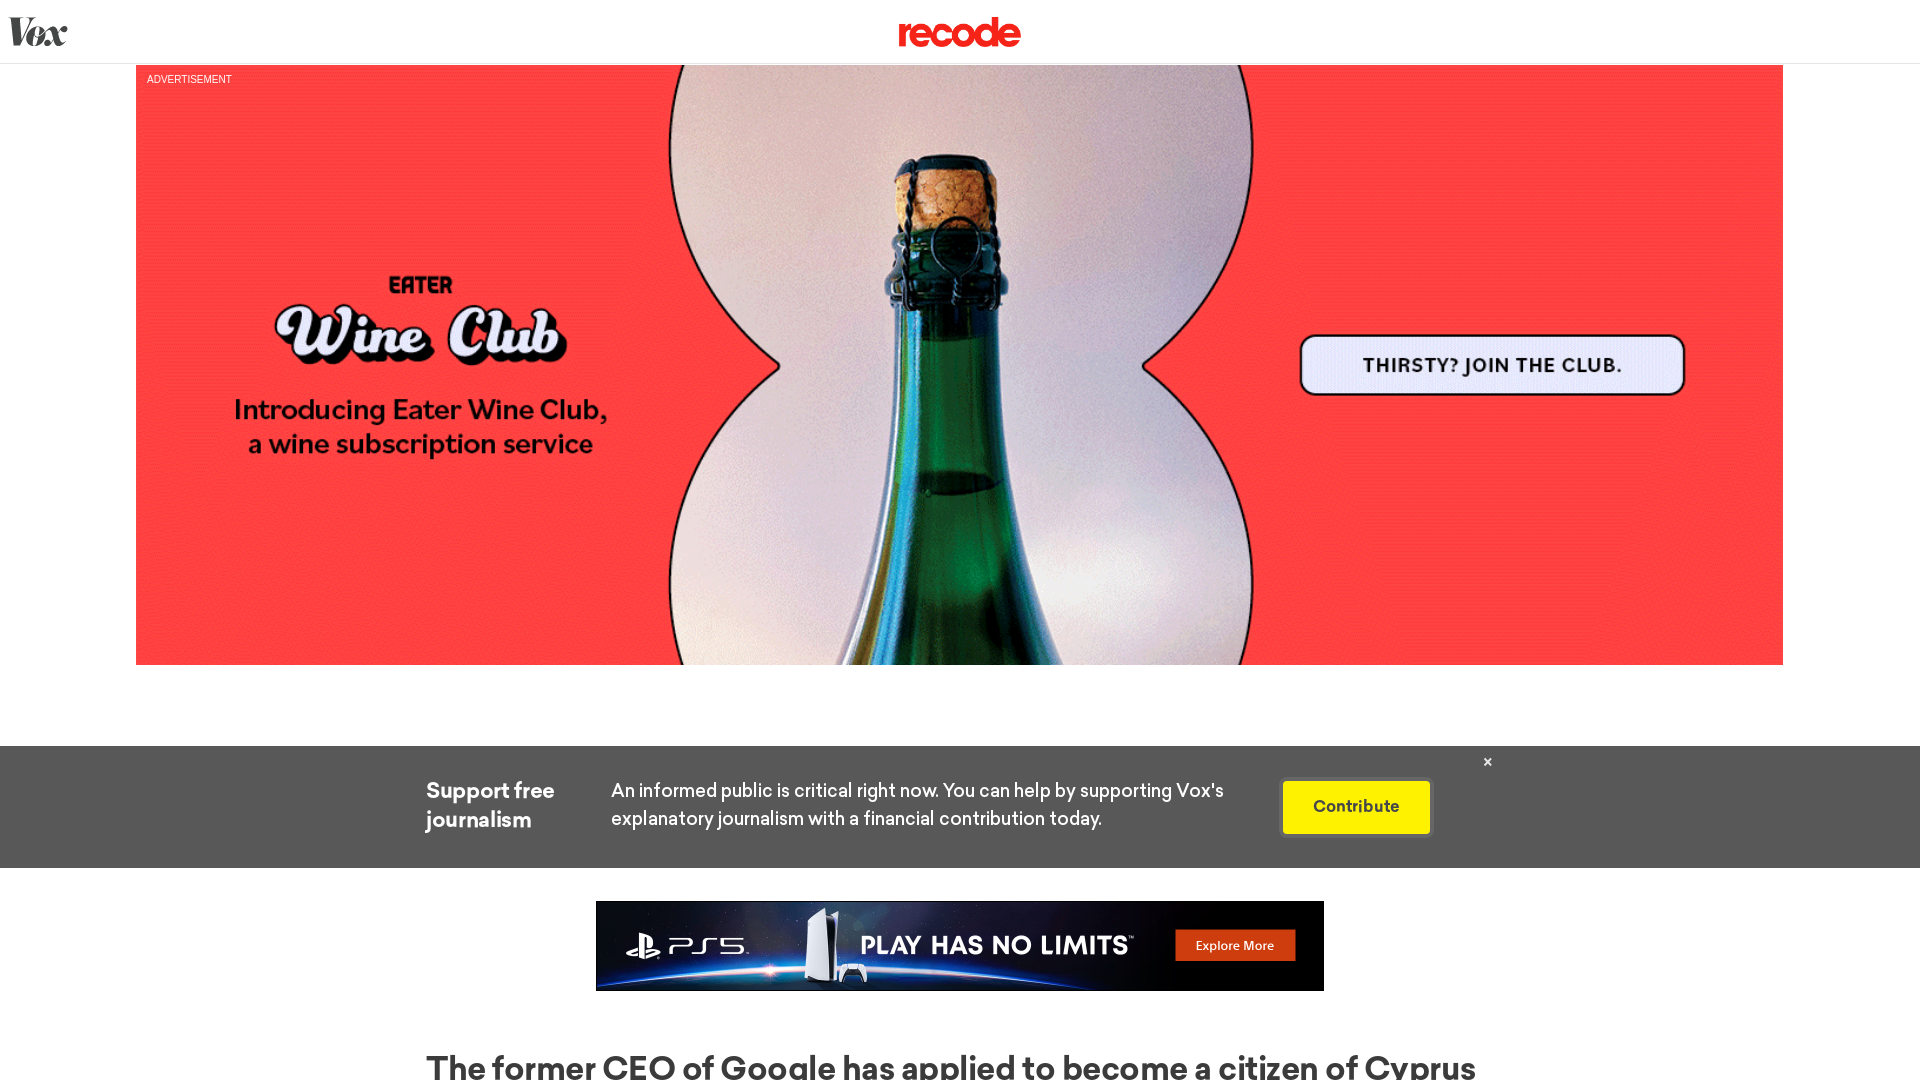 Vox
recode
ADVERTISEMENT
EATER
Wine Club
Introducing Eater Wine Club,
a wine subscription service
THIRSTY? JOIN THE CLUB.
×
Support free
journalism
An informed public is critical right now. You can help by supporting Vox's
explanatory journalism with a financial contribution today.
Contribute
PS5
PLAY HAS NO LIMITS™
Explore More
The former CEO of Google has applied to become a citizen of Cyprus